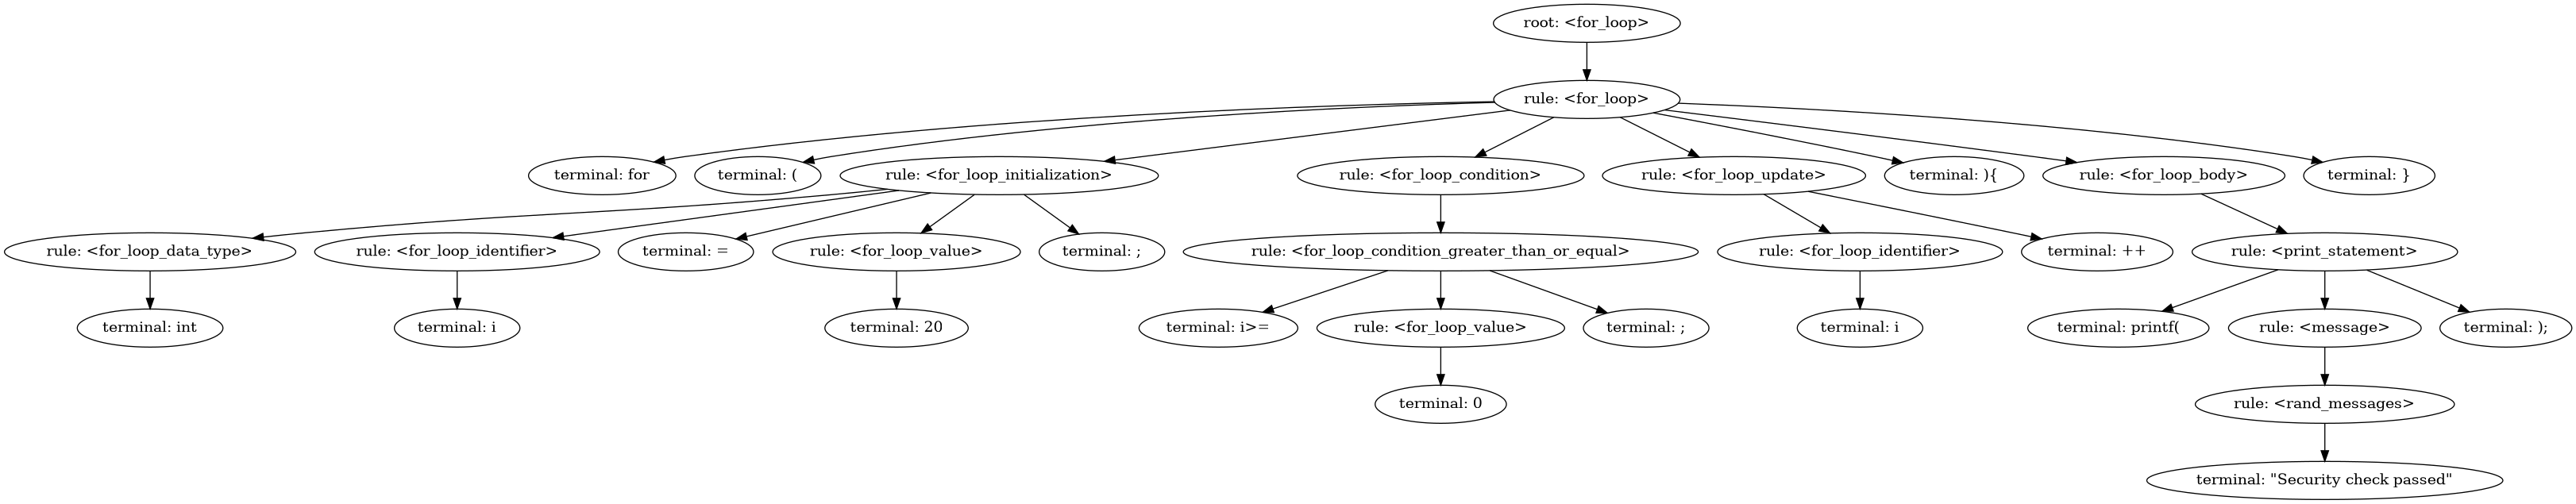 root: <for_loop>
rule: <for_loop>
terminal: for
terminal: (
rule: <for_loop_initialization>
rule: <for_loop_condition>
rule: <for_loop_update>
terminal: ){
rule: <for_loop_body>
terminal: }
rule: <for_loop_data_type>
rule: <for_loop_identifier>
terminal: =
rule: <for_loop_value>
terminal: ;
rule: <for_loop_condition_greater_than_or_equal>
rule: <for_loop_identifier>
terminal: ++
rule: <print_statement>
terminal: int
terminal: i
terminal: 20
terminal: i>=
rule: <for_loop_value>
terminal: ;
terminal: i
terminal: printf(
rule: <message>
terminal: );
terminal: 0
rule: <rand_messages>
terminal: "Security check passed"